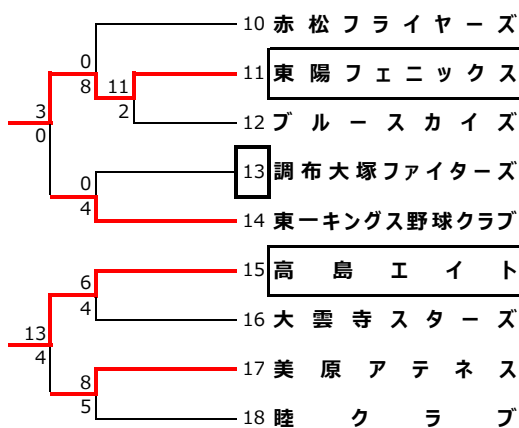 10 赤松フライヤーズ
0
8 11 11 東陽フェニックス
3 2 12 ブルースカイズ
0
0 13 調布大塚ファイターズ
4 14 東一キングス野球クラブ
15 高島エイト
6
4 16 大雲寺スターズ
13
4 17 美原アテネス
8
5 18 睦クラブ